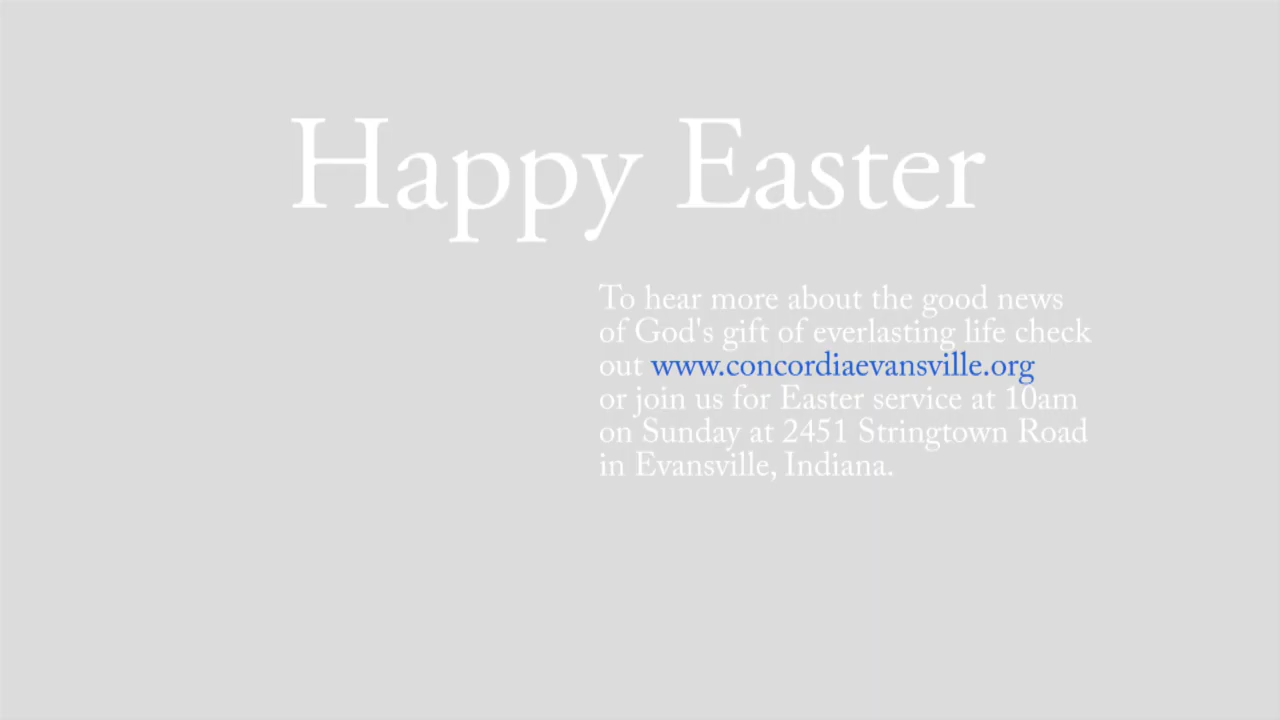 Happy Easter
To hear more about the good news
of God's gift of everlasting life check
out www.concordiaevansville.org
or join us for Easter service at 10am
on Sunday at 2451 Stringtown Road
in Evansville, Indiana.